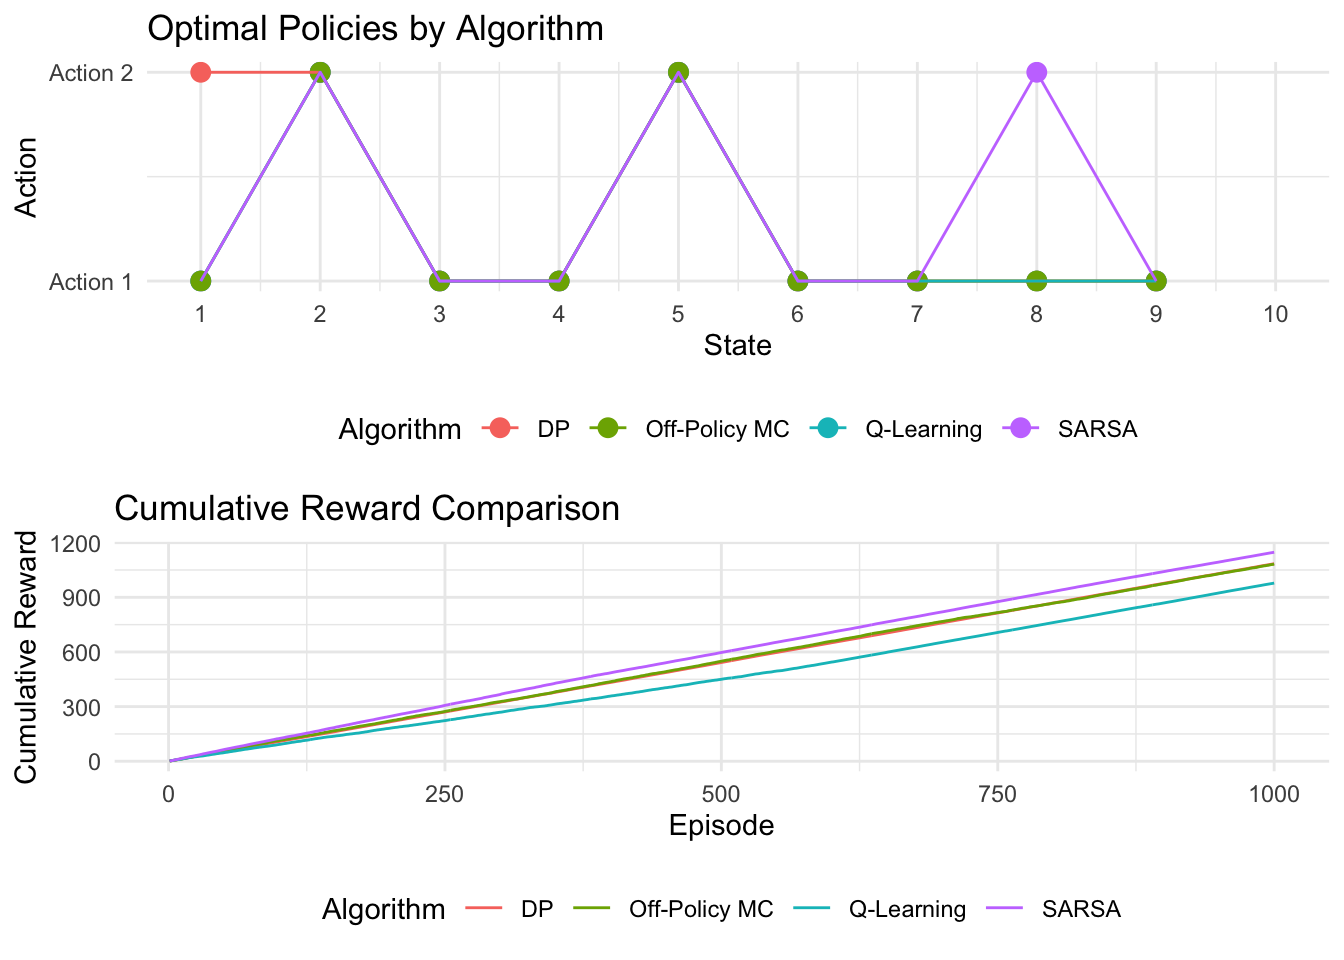 Optimal Policies by Algorithm
Action 2
Action 1
Action
1 2 3 4 5 6 7 8 9 10
State
Algorithm DP Off-Policy MC Q-Learning SARSA
Cumulative Reward Comparison
1200
900
600
300
0
Cumulative Reward
0 250 500 750 1000
Episode
Algorithm DP Off-Policy MC Q-Learning SARSA